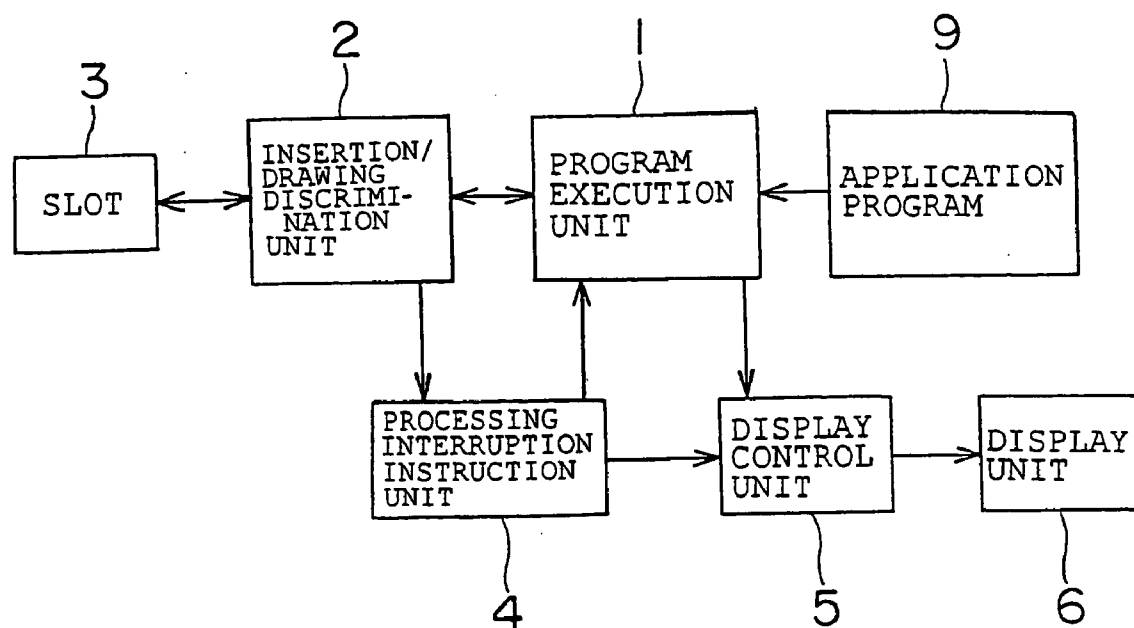 3
2
1
9
SLOT
INSERTION/
DRAWING
DISCRIMI-
NATION
UNIT
PROGRAM
EXECUTION
UNIT
APPLICATION
PROGRAM
PROCESSING
INTERRUPTION
INSTRUCTION
UNIT
DISPLAY
CONTROL
UNIT
DISPLAY
UNIT
4
5
6